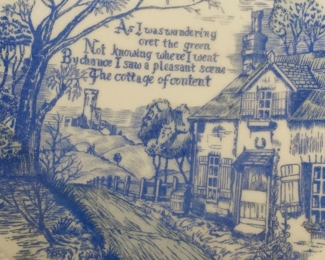 As I was wandering
over the green
Not knowing where I went
By chance I saw a pleasant scene
The cottage of content